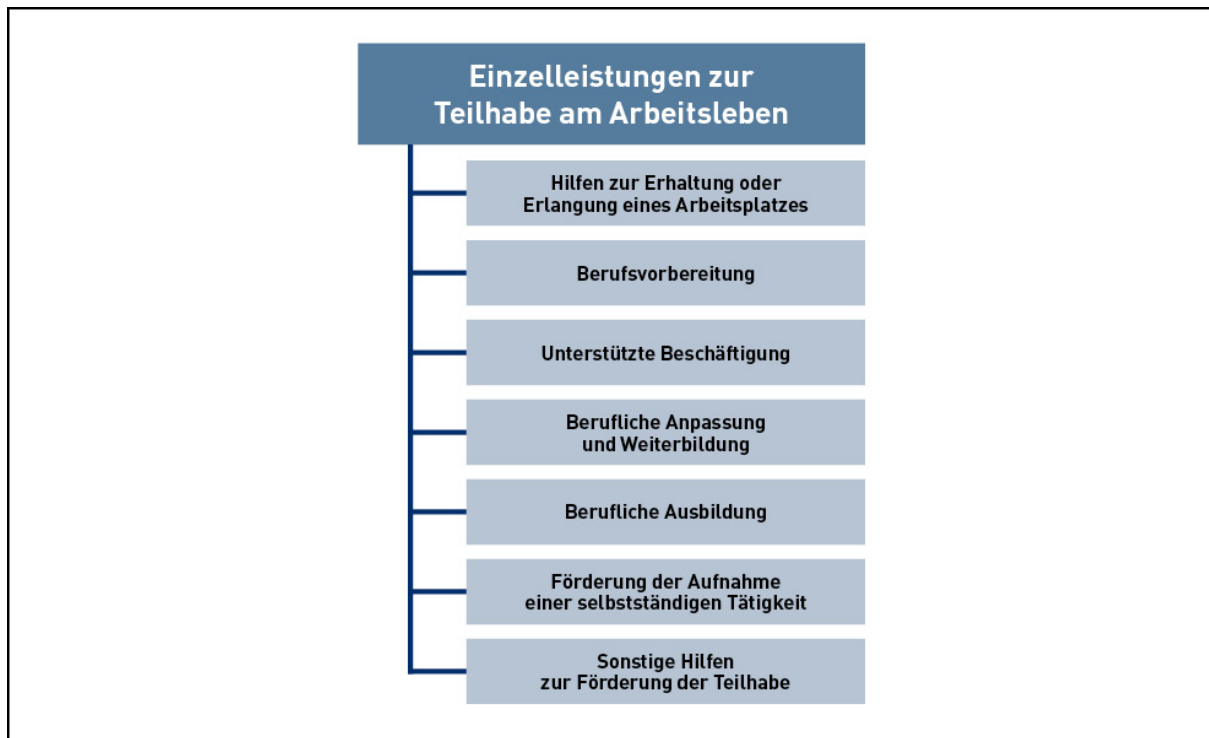 Einzelleistungen zur
Teilhabe am Arbeitsleben
Hilfen zur Erhaltung oder
Erlangung eines Arbeitsplatzes
Berufsvorbereitung
Unterstützte Beschäftigung
Berufliche Anpassung
und Weiterbildung
Berufliche Ausbildung
Förderung der Aufnahme
einer selbstständigen Tätigkeit
Sonstige Hilfen
zur Förderung der Teilhabe